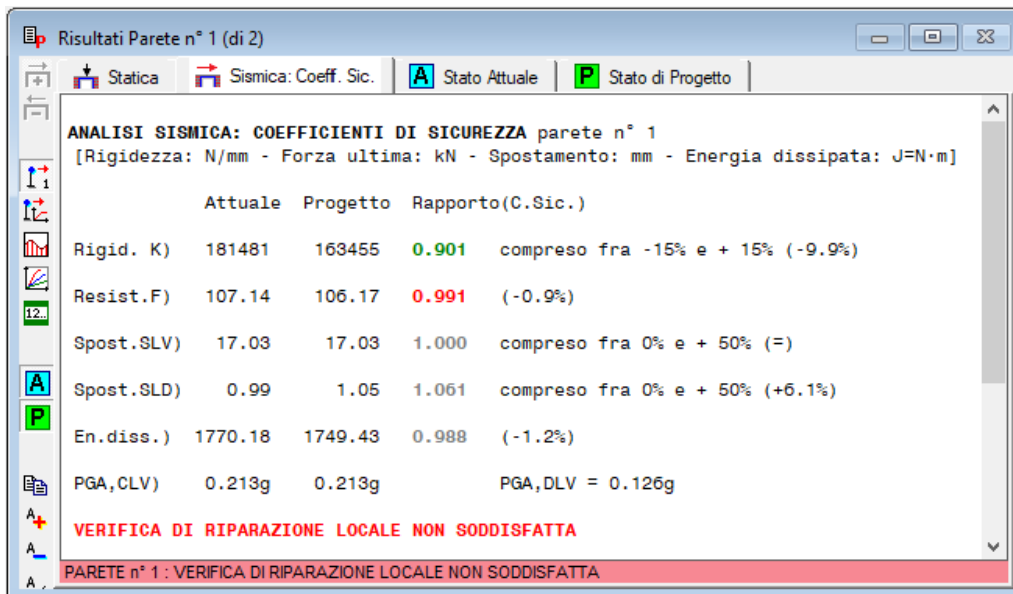 Risultati Parete n° 1 (di 2)
Statica Sismica: Coeff. Sic. A Stato Attuale P Stato di Progetto
ANALISI SISMICA: COEFFICIENTI DI SICUREZZA parete n° 1
[Rigidezza: N/mm - Forza ultima: kN - Spostamento: mm - Energia dissipata: J=N·m]
Attuale Progetto Rapporto(C.Sic.)
Rigid. K) 181481 163455 0.901 compreso fra -15% e + 15% (-9.9%)
Resist.F) 107.14 106.17 0.991 (-0.9%)
Spost.SLV) 17.03 17.03 1.000 compreso fra 0% e + 50% (=)
Spost.SLD) 0.99 1.05 1.061 compreso fra 0% e + 50% (+6.1%)
En.diss.) 1770.18 1749.43 0.988 (-1.2%)
PGA,CLV) 0.213g 0.213g PGA,DLV = 0.126g
VERIFICA DI RIPARAZIONE LOCALE NON SODDISFATTA
PARETE n° 1 : VERIFICA DI RIPARAZIONE LOCALE NON SODDISFATTA
1
12..
A
P
A
A
A